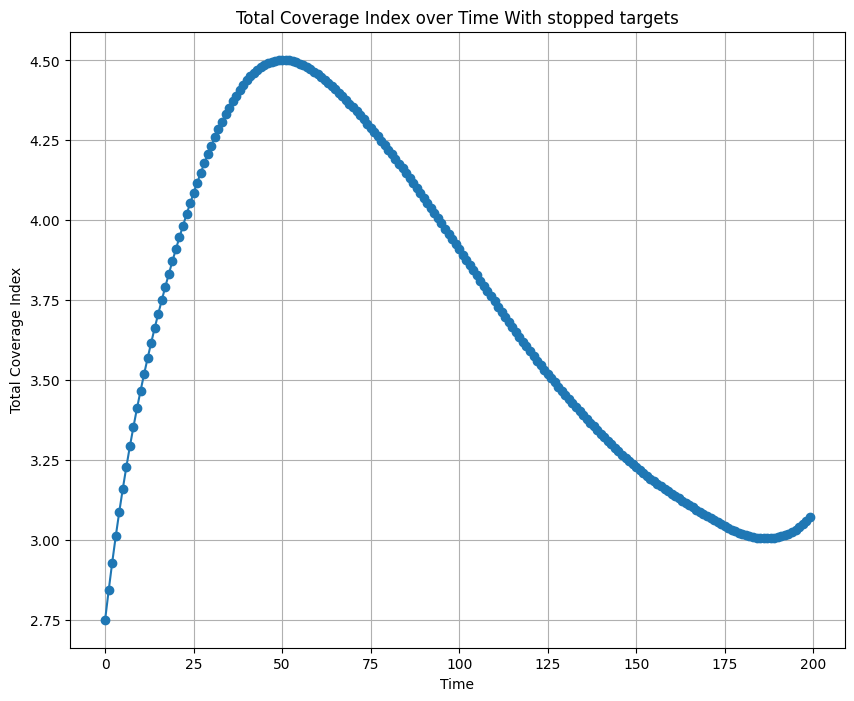 Total Coverage Index over Time With stopped targets
Total Coverage Index
4.50
4.25
4.00
3.75
3.50
3.25
3.00
2.75
0 25 50 75 100 125 150 175 200
Time